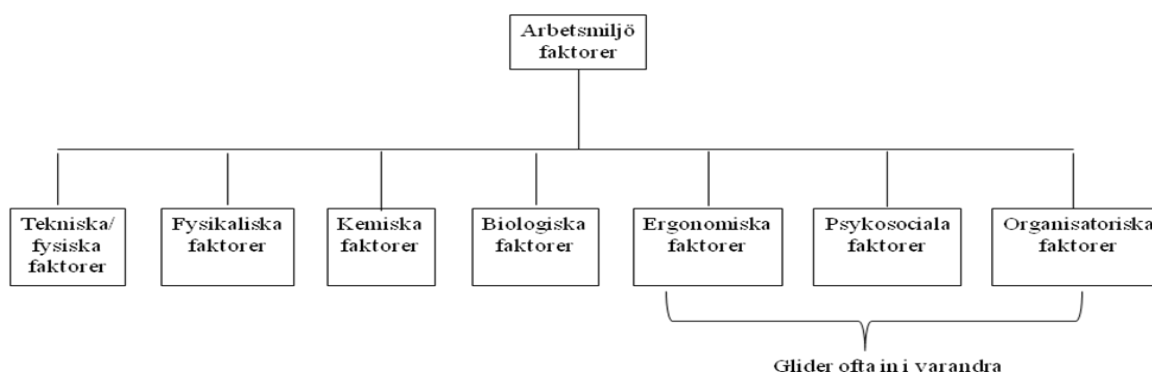 Arbetsmiljö
faktorer
Tekniska/
fysiska
faktorer
Fysikaliska
faktorer
Kemiska
faktorer
Biologiska
faktorer
Ergonomiska
faktorer
Psykosociala
faktorer
Organisatoriska
faktorer
Glider ofta in i varandra